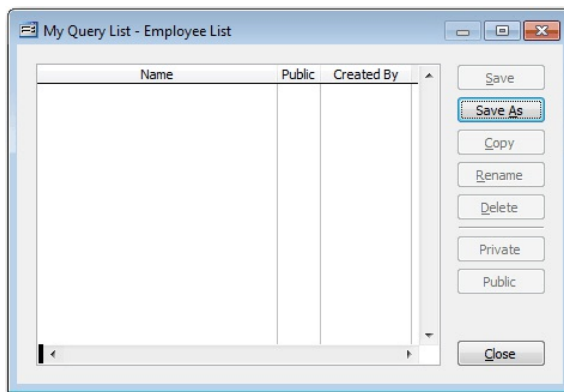 My Query List - Employee List
Name Public Created By
Save
Save As
Copy
Rename
Delete
Private
Public
Close